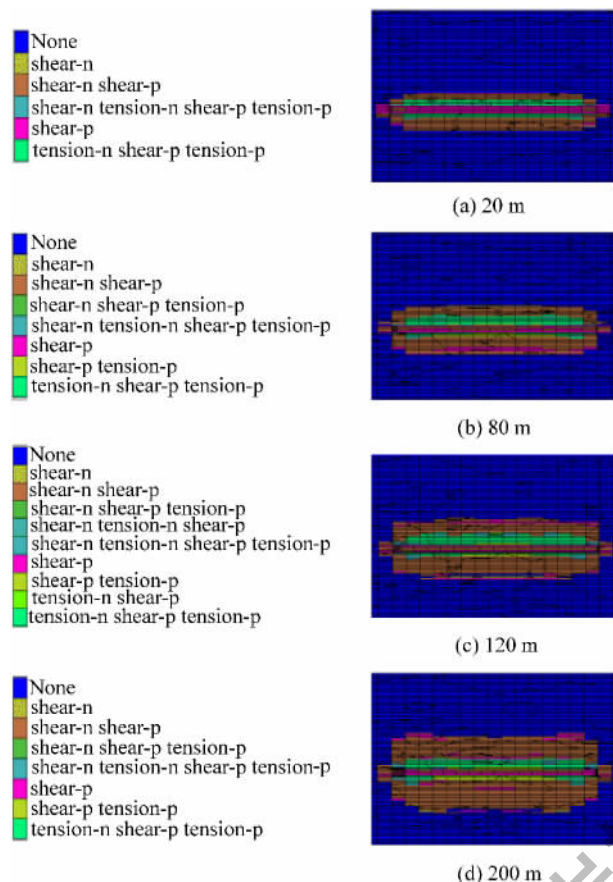 None
shear-n
shear-n shear-p
shear-n tension-n shear-p tension-p
shear-p
tension-n shear-p tension-p
(a) 20 m
None
shear-n
shear-n shear-p
shear-n shear-p tension-p
shear-n tension-n shear-p tension-p
shear-p
shear-p tension-p
tension-n shear-p tension-p
(b) 80 m
None
shear-n
shear-n shear-p
shear-n shear-p tension-p
shear-n tension-n shear-p
shear-n tension-n shear-p tension-p
shear-p
shear-p tension-p
tension-n shear-p
tension-n shear-p tension-p
(c) 120 m
None
shear-n
shear-n shear-p
shear-n shear-p tension-p
shear-n tension-n shear-p tension-p
shear-p
shear-p tension-p
tension-n shear-p tension-p
(d) 200 m